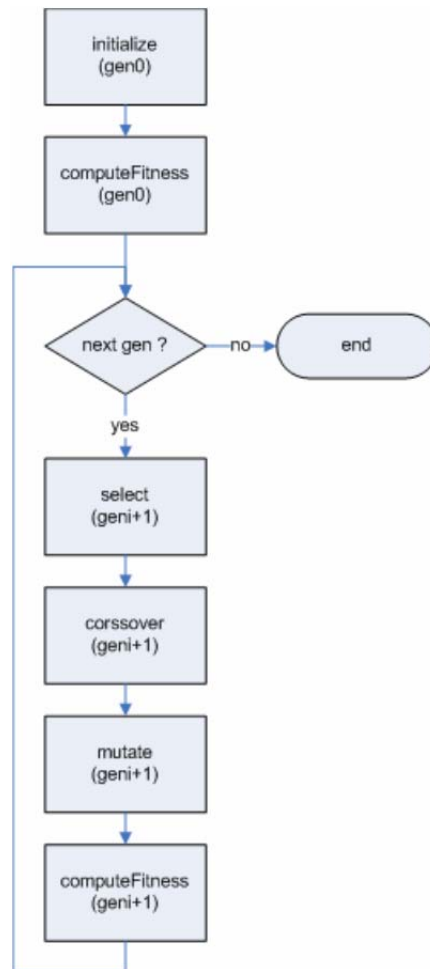 initialize
(gen0)
computeFitness
(gen0)
next gen ?
no
end
yes
select
(geni+1)
corssover
(geni+1)
mutate
(geni+1)
computeFitness
(geni+1)